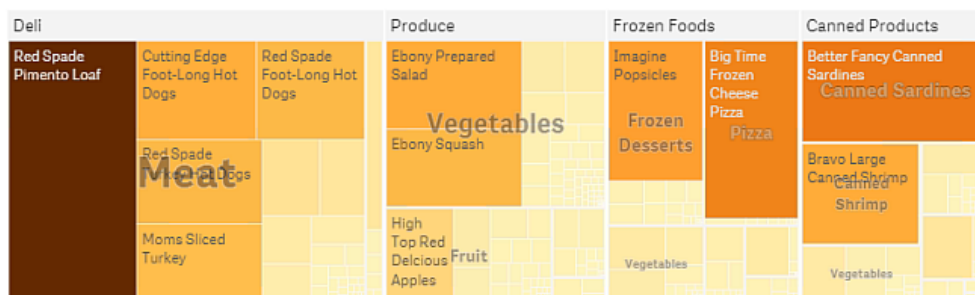 Deli
Produce
Frozen Foods
Canned Products
Red Spade
Pimento Loaf
Cutting Edge
Foot-Long Hot
Dogs
Red Spade
Foot-Long Hot
Dogs
Red Spade
Turkey Hot Dogs
Meat
Moms Sliced
Turkey
Ebony Prepared
Salad
Vegetables
Ebony Squash
High
Top Red
Delcious
Apples
Fruit
Imagine
Popsicles
Frozen
Desserts
Big Time
Frozen
Cheese
Pizza
Pizza
Vegetables
Better Fancy Canned
Sardines
Canned Sardines
Bravo Large
Canned Shrimp
Canned
Shrimp
Vegetables